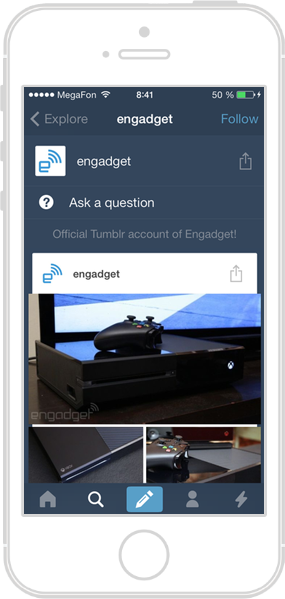 MegaFon 8:41 50 %
Explore engadget Follow
engadget
Ask a question
Official Tumblr account of Engadget!
engadget
engadget